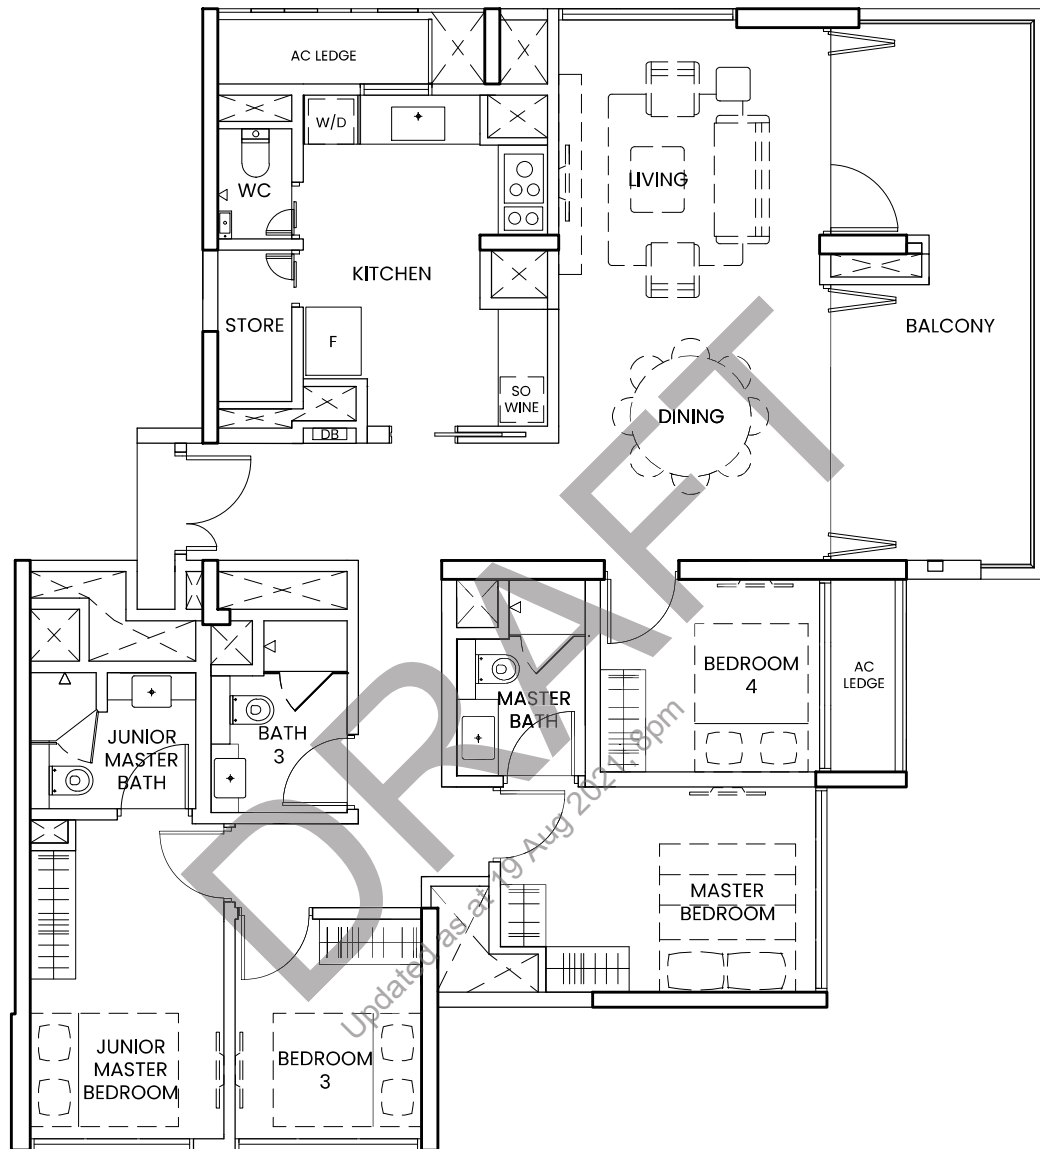 AC LEDGE
W/D
WC
LIVING
KITCHEN
STORE
F
BALCONY
SO
WINE
DINING
DB
BEDROOM
4
AC
LEDGE
MASTER
BATH
BATH
3
JUNIOR
MASTER
BATH
MASTER
BEDROOM
JUNIOR
MASTER
BEDROOM
BEDROOM
3
DRAFT
Updated as at 19 Aug 2021, 8pm